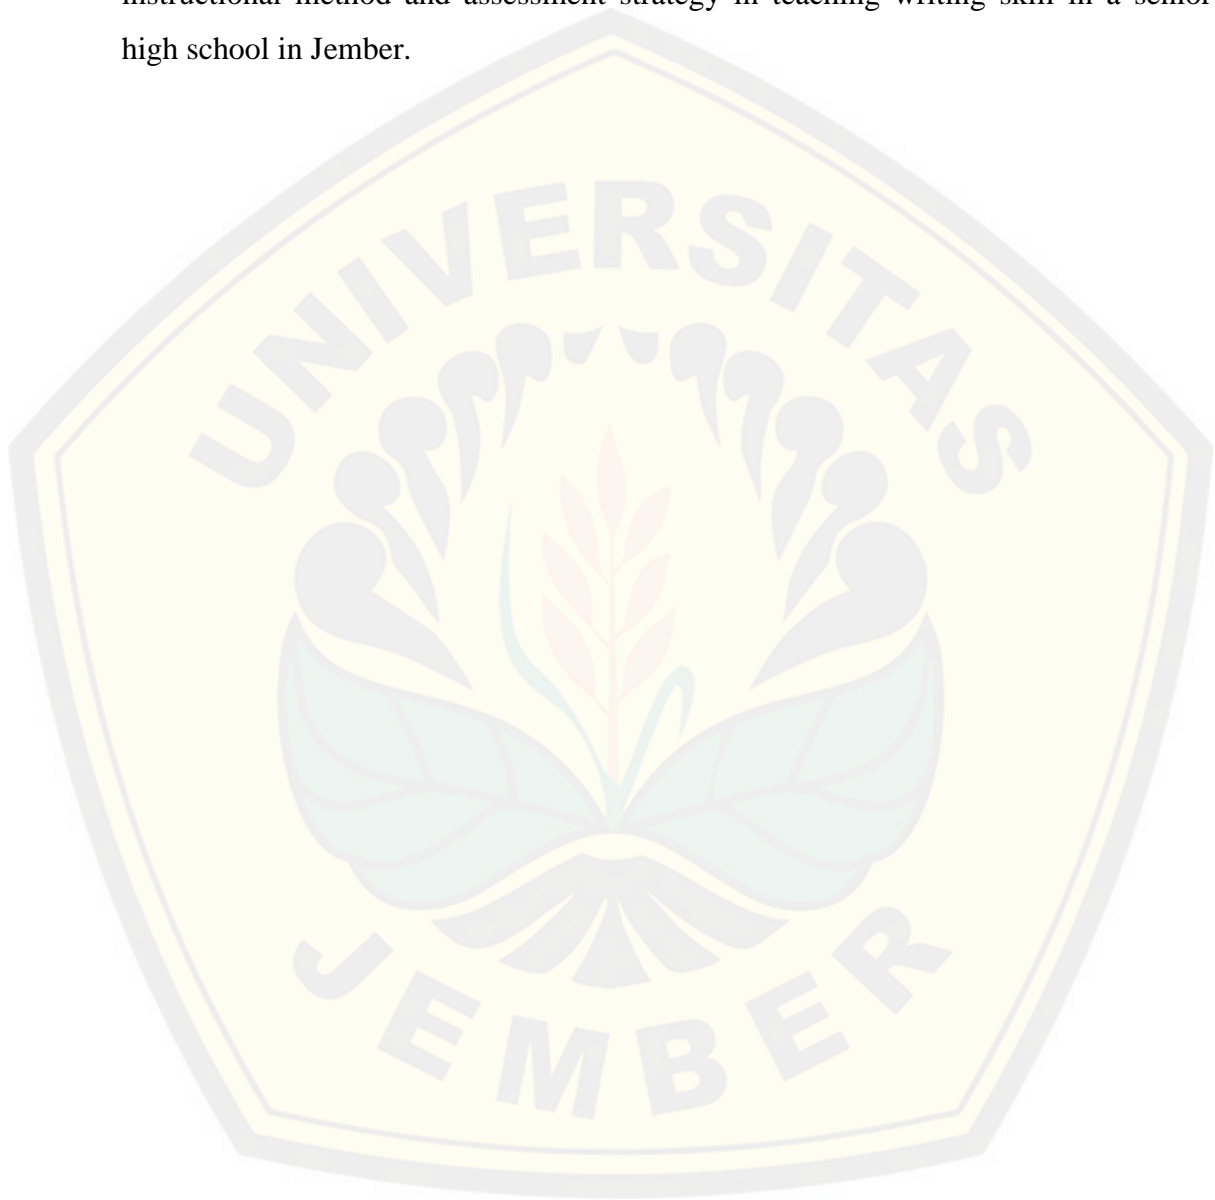 instructional method and assessment strategy in teaching writing skill in a senior
high school in Jember.
UNIVERSITAS
JEMBER